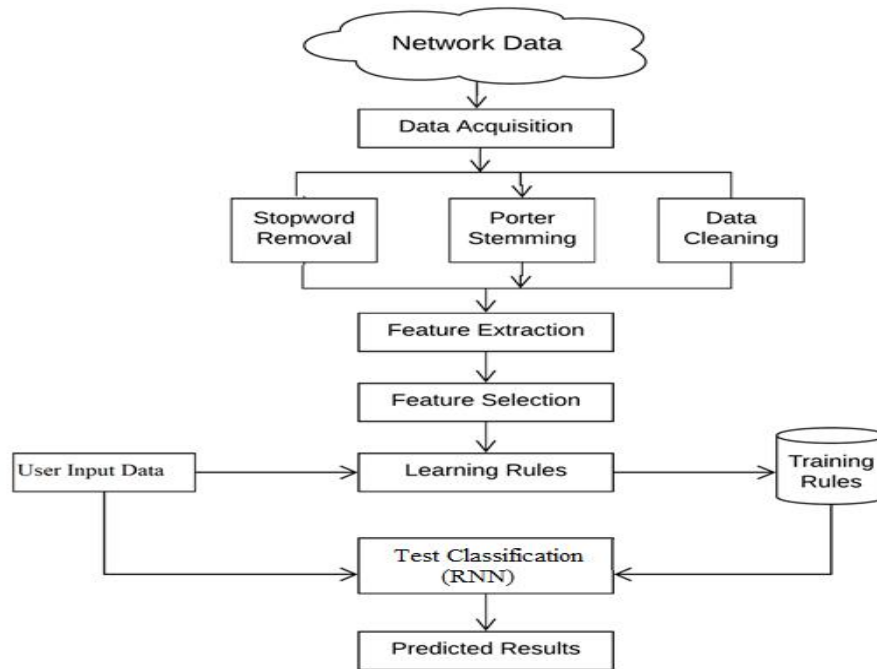 Network Data
Data Acquisition
Stopword
Removal
Porter
Stemming
Data
Cleaning
Feature Extraction
Feature Selection
User Input Data
Learning Rules
Training
Rules
Test Classification
(RNN)
Predicted Results